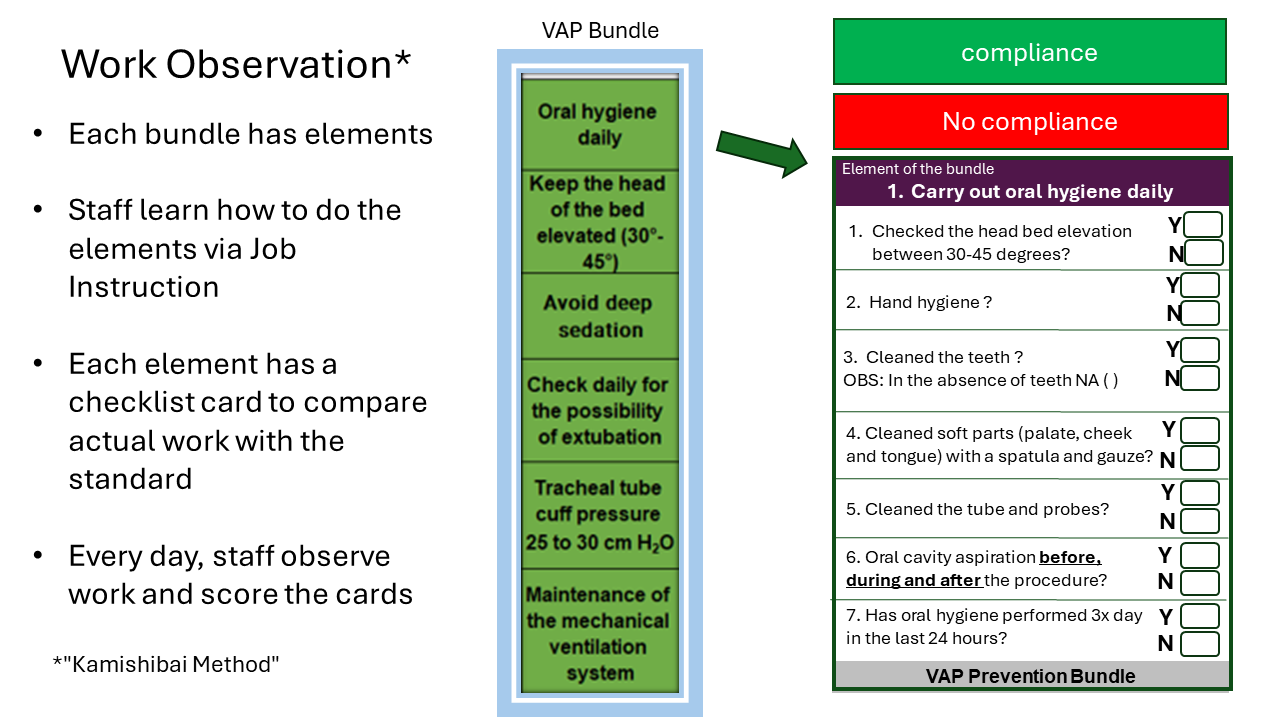 Work Observation*
• Each bundle has elements
• Staff learn how to do the
elements via Job
Instruction
• Each element has a
checklist card to compare
actual work with the
standard
• Every day, staff observe
work and score the cards
*"Kamishibai Method"
VAP Bundle
Oral hygiene
daily
Keep the head
of the bed
elevated (30°-
45°)
Avoid deep
sedation
Check daily for
the possibility
of extubation
Tracheal tube
cuff pressure
25 to 30 cm H₂O
Maintenance of
the mechanical
ventilation
system
compliance
No compliance
Element of the bundle
1. Carry out oral hygiene daily
1. Checked the head bed elevation
between 30-45 degrees?
Y
N
2. Hand hygiene ?
Y
N
3. Cleaned the teeth ?
OBS: In the absence of teeth NA ( )
Y
N
4. Cleaned soft parts (palate, cheek
and tongue) with a spatula and gauze?
Y
N
5. Cleaned the tube and probes?
Y
N
6. Oral cavity aspiration before,
during and after the procedure?
Y
N
7. Has oral hygiene performed 3x day
in the last 24 hours?
Y
N
VAP Prevention Bundle